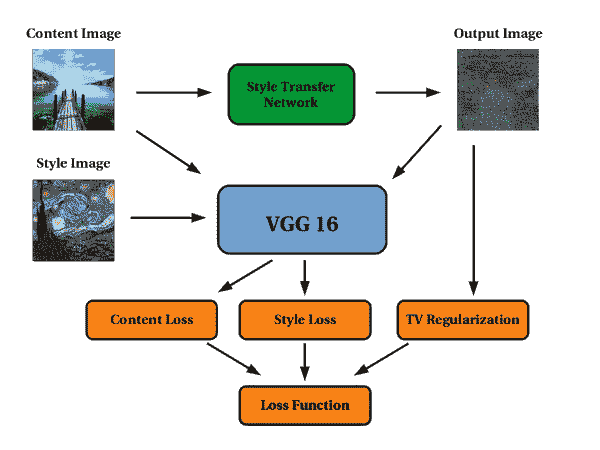 Content Image
Output Image
Style Transfer
Network
Style Image
VGG 16
Content Loss
Style Loss
TV Regularization
Loss Function